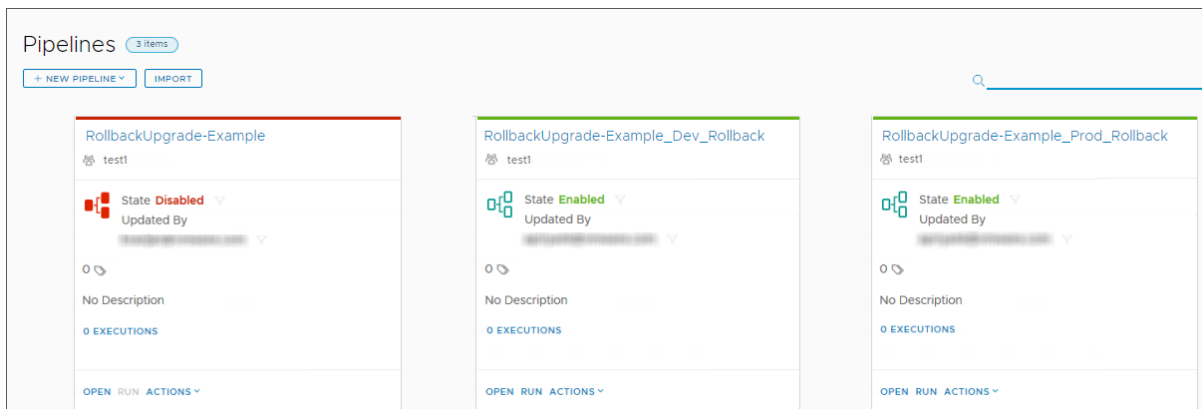 Pipelines 3 items
+ NEW PIPELINE IMPORT
RollbackUpgrade-Example
test1
State Disabled
Updated By
0
No Description
0 EXECUTIONS
OPEN RUN ACTIONS
RollbackUpgrade-Example_Dev_Rollback
test1
State Enabled
Updated By
0
No Description
0 EXECUTIONS
OPEN RUN ACTIONS
RollbackUpgrade-Example_Prod_Rollback
test1
State Enabled
Updated By
0
No Description
0 EXECUTIONS
OPEN RUN ACTIONS